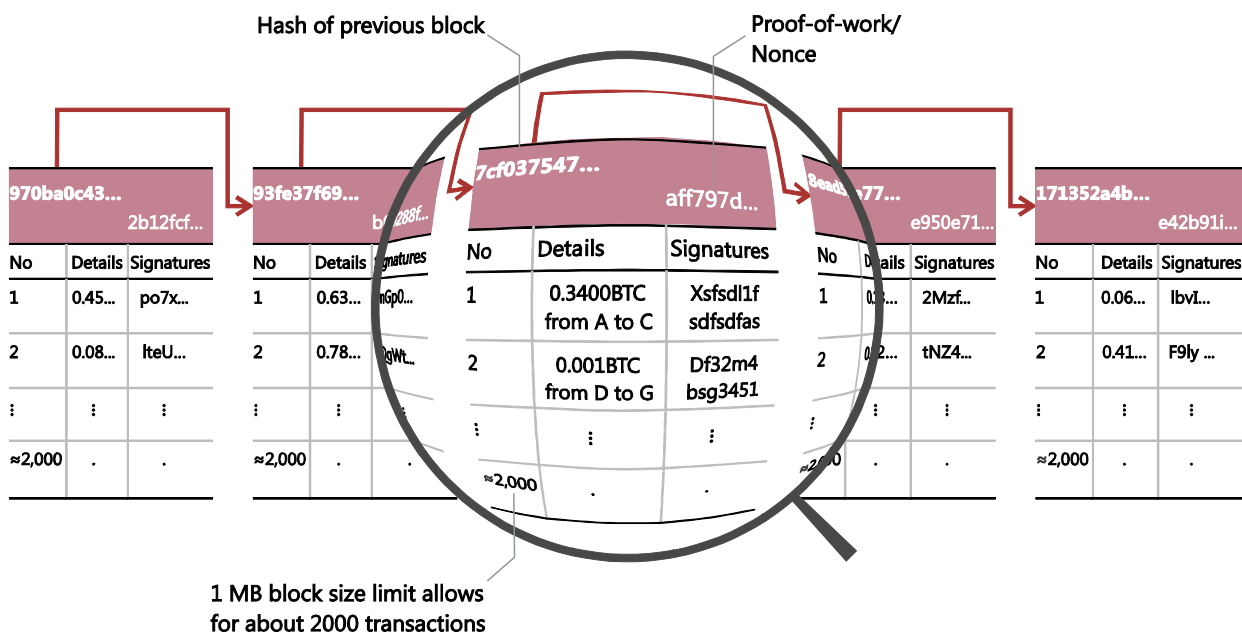 Hash of previous block
Proof-of-work/
Nonce
970ba0c43...
2b12fcf...
No Details Signatures
1 0.45... po7x...
2 0.08... lteU...
⋮ ⋮ ⋮
≈2,000 . .
93fe37f69...
No Details
1 0.63...
2 0.78...
⋮ ⋮ ⋮
≈2,000 . .
7cf037547...
aff797d...
No Details Signatures
1 0.3400BTC Xsfsdl1f
from A to C sdfsdfas
2 0.001BTC Df32m4
from D to G bsg3451
⋮ ⋮ ⋮
≈2,000 . .
e950e71...
No Signatures
1 2Mzf...
2 tNZ4...
⋮ ⋮
. .
171352a4b...
e42b91i...
No Details Signatures
1 0.06... lbvI...
2 0.41... F9ly ...
⋮ ⋮ ⋮
≈2,000 . .
1 MB block size limit allows
for about 2000 transactions